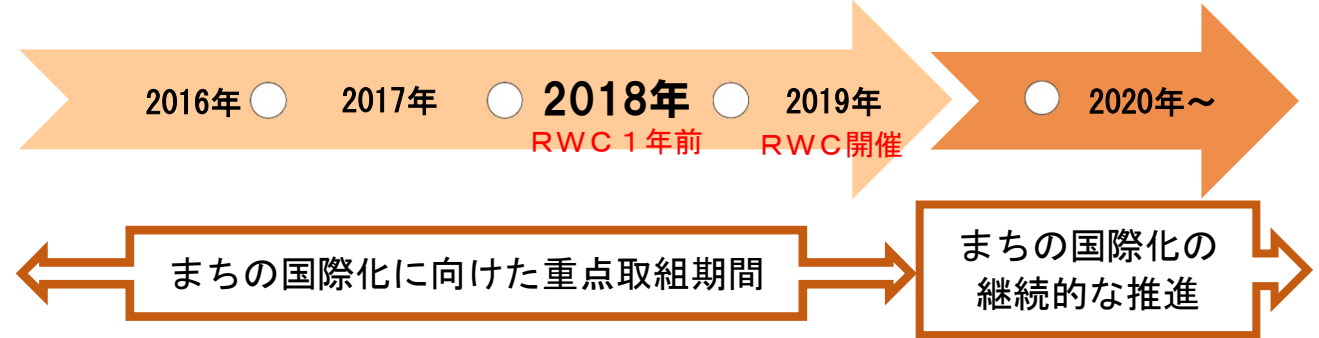 2016年
2017年
2018年
ＲＷＣ１年前
2019年
ＲＷＣ開催
2020年～
まちの国際化に向けた重点取組期間
まちの国際化の
継続的な推進